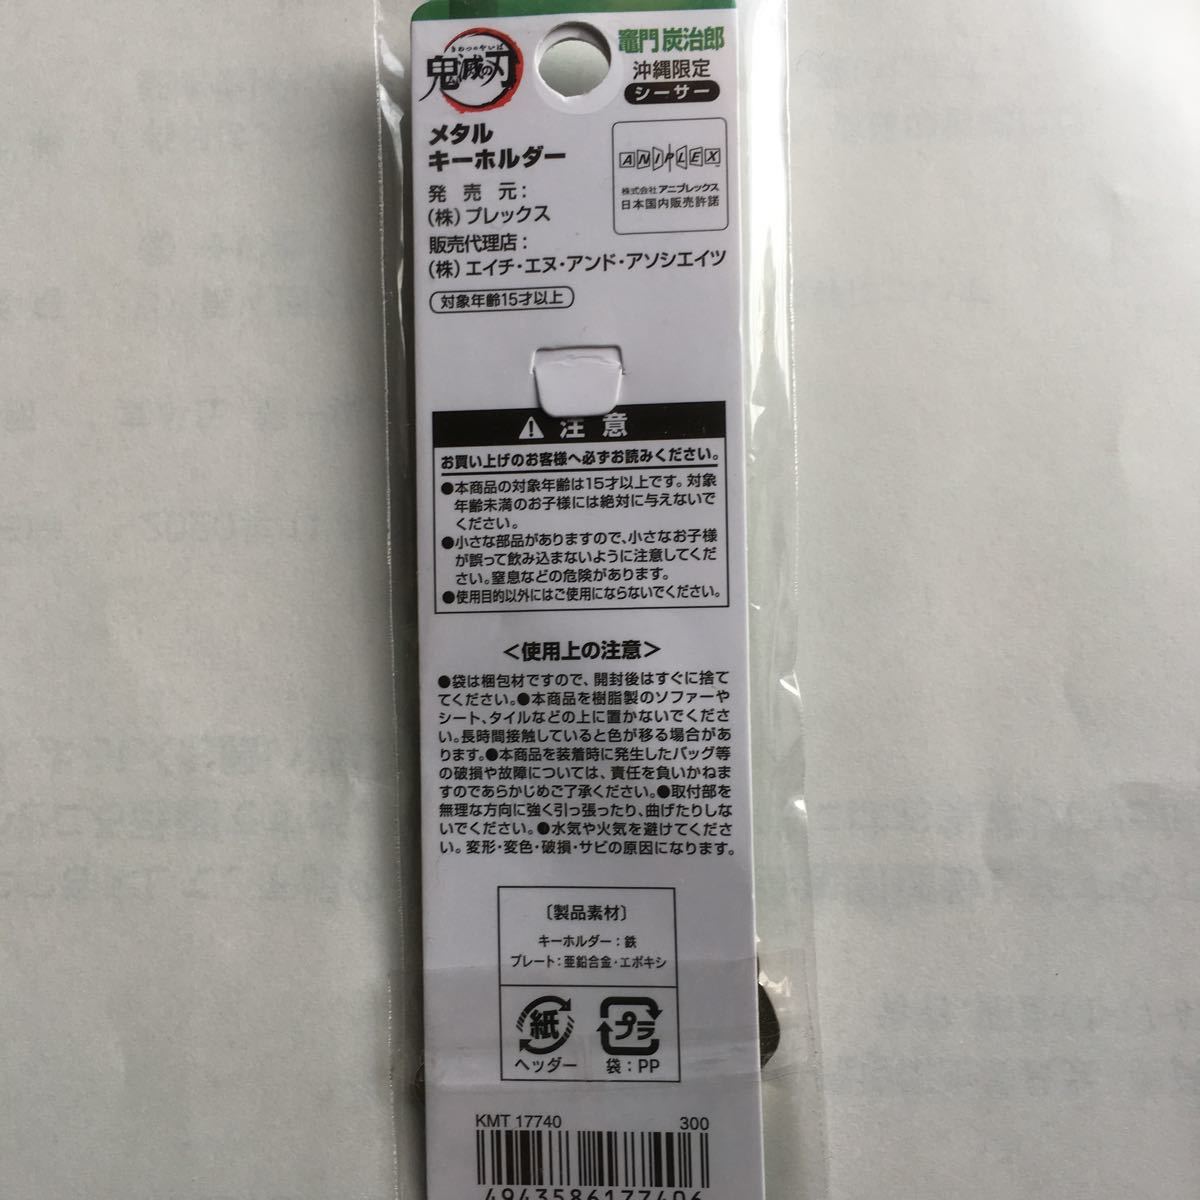 きめつのやいば
鬼滅の刃
竈門 炭治郎
沖縄限定
シーサー
メタル
キーホルダー
発売元：
(株)プレックス
販売代理店：
(株)エイチ・エヌ・アンド・アソシエイツ
対象年齢15才以上
ANIPLEX
株式会社 アニプレックス
日本国内販売許諾
注意
お買い上げのお客様へ必ずお読みください。
●本商品の対象年齢は15才以上です。対象
年齢未満のお子様には絶対に与えないで
ください。
●小さな部品がありますので、小さなお子様
が誤って飲み込まないように注意してくだ
さい。窒息などの危険があります。
●使用目的以外にはご使用にならないでください。
＜使用上の注意＞
●袋は梱包材ですので、開封後はすぐに捨て
てください。●本商品を樹脂製のソファーや
シート、タイルなどの上に置かないでくださ
い。長時間接触していると色が移る場合があ
ります。●本商品を装着時に発生したバッグ等
の破損や故障については、責任を負いかねま
すのであらかじめご了承ください。●取付部を
無理な方向に強く引っ張ったり、曲げたりしな
いでください。●水気や火気を避けてくださ
い。変形・変色・破損・サビの原因になります。
〔製品素材〕
キーホルダー：鉄
プレート：亜鉛合金・エポキシ
紙
ヘッダー
プラ
袋：PP
KMT 17740
300
4943586177406